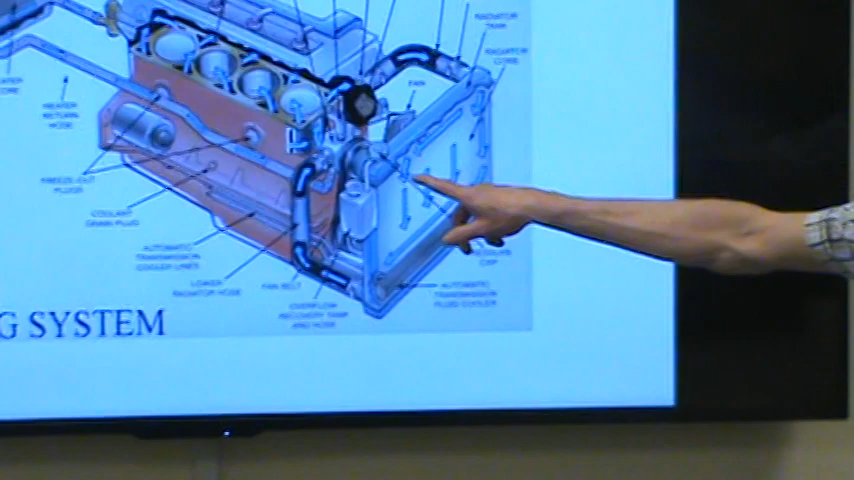 RADIATOR
TANK
RADIATOR
CORE
FAN
HEATER
RETURN
HOSE
FREEZE-OUT
PLUGS
COOLANT
DRAIN PLUG
AUTOMATIC
TRANSMISSION
COOLER LINES
LOWER
RADIATOR HOSE
FAN BELT
OVERFLOW
RECOVERY TANK
AND HOSE
AUTOMATIC
TRANSMISSION
FLUID COOLER
CAP
G SYSTEM